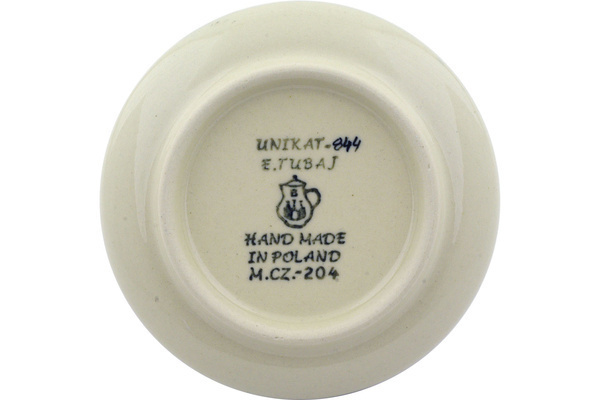 UNIKAT-844
E.TUBAJ
HAND MADE
IN POLAND
M.CZ.-204